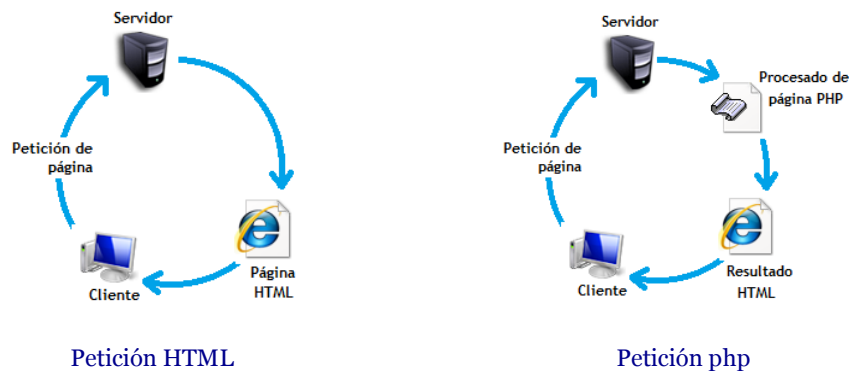 Servidor
Petición de
página
Página
HTML
Cliente
Petición HTML
Servidor
Procesado de
página PHP
Petición de
página
Resultado
HTML
Cliente
Petición php